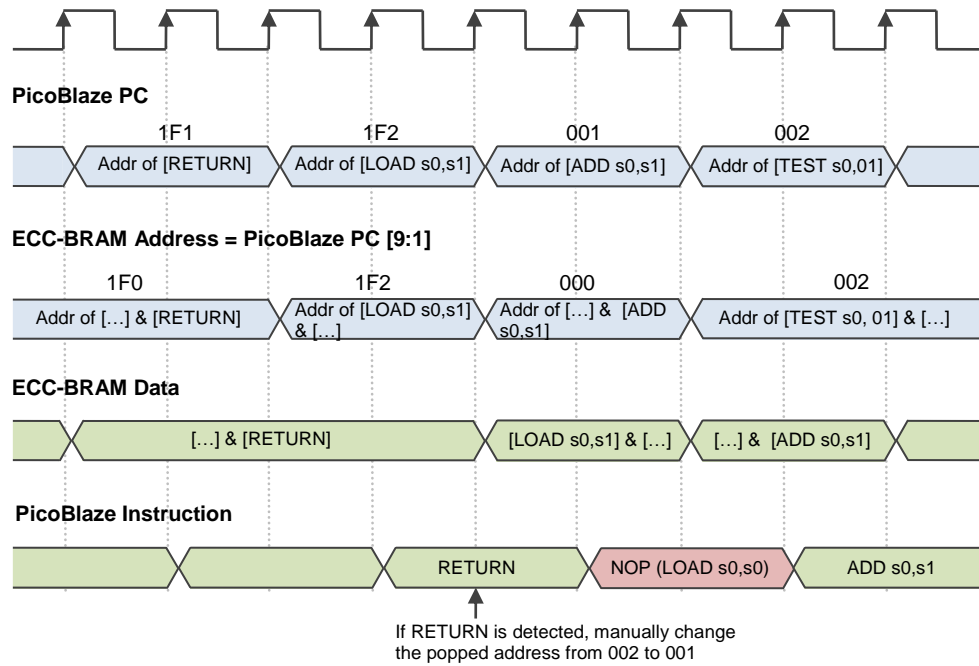 PicoBlaze PC
1F1 1F2 001 002
Addr of [RETURN] Addr of [LOAD s0,s1] Addr of [ADD s0,s1] Addr of [TEST s0,01]
ECC-BRAM Address = PicoBlaze PC [9:1]
1F0 1F2 000 002
Addr of […] & [RETURN]
Addr of [LOAD s0,s1]
& […]
Addr of […] & [ADD
s0,s1]
Addr of [TEST s0, 01] & […]
ECC-BRAM Data
[…] & [RETURN] [LOAD s0,s1] & […] […] & [ADD s0,s1]
PicoBlaze Instruction
RETURN NOP (LOAD s0,s0) ADD s0,s1
If RETURN is detected, manually change
the popped address from 002 to 001